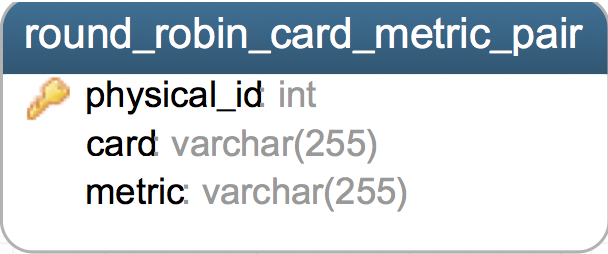 round_robin_card_metric_pair
physical_id: int
card: varchar(255)
metric: varchar(255)